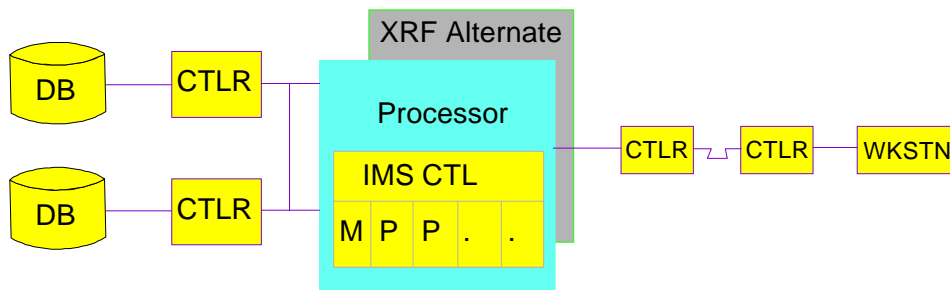 XRF Alternate
DB
CTLR
Processor
CTLR
CTLR
WKSTN
IMS CTL
DB
CTLR
M P P . .